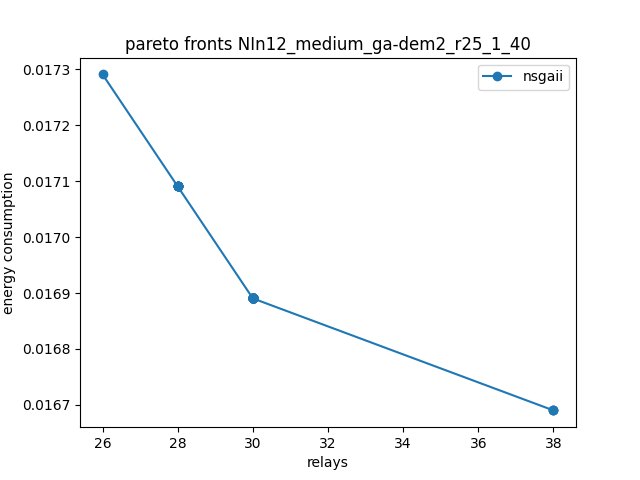 pareto fronts NIn12_medium_ga-dem2_r25_1_40
nsgaii
energy consumption
0.0173
0.0172
0.0171
0.0170
0.0169
0.0168
0.0167
26 28 30 32 34 36 38
relays